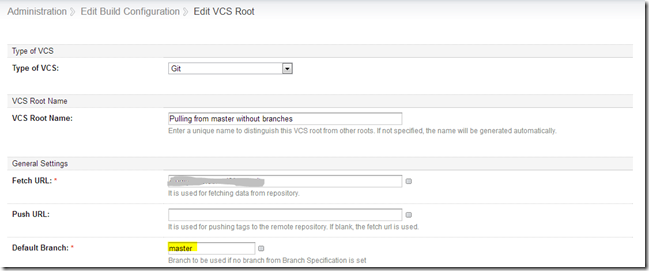 Administration Edit Build Configuration Edit VCS Root
Type of VCS
Type of VCS: Git
VCS Root Name
VCS Root Name: Pulling from master without branches
Enter a unique name to distinguish this VCS root from other roots. If not specified, the name will be generated automatically.
General Settings
Fetch URL: *
It is used for fetching data from repository.
Push URL:
It is used for pushing tags to the remote repository. If blank, the fetch url is used.
Default Branch: * master
Branch to be used if no branch from Branch Specification is set